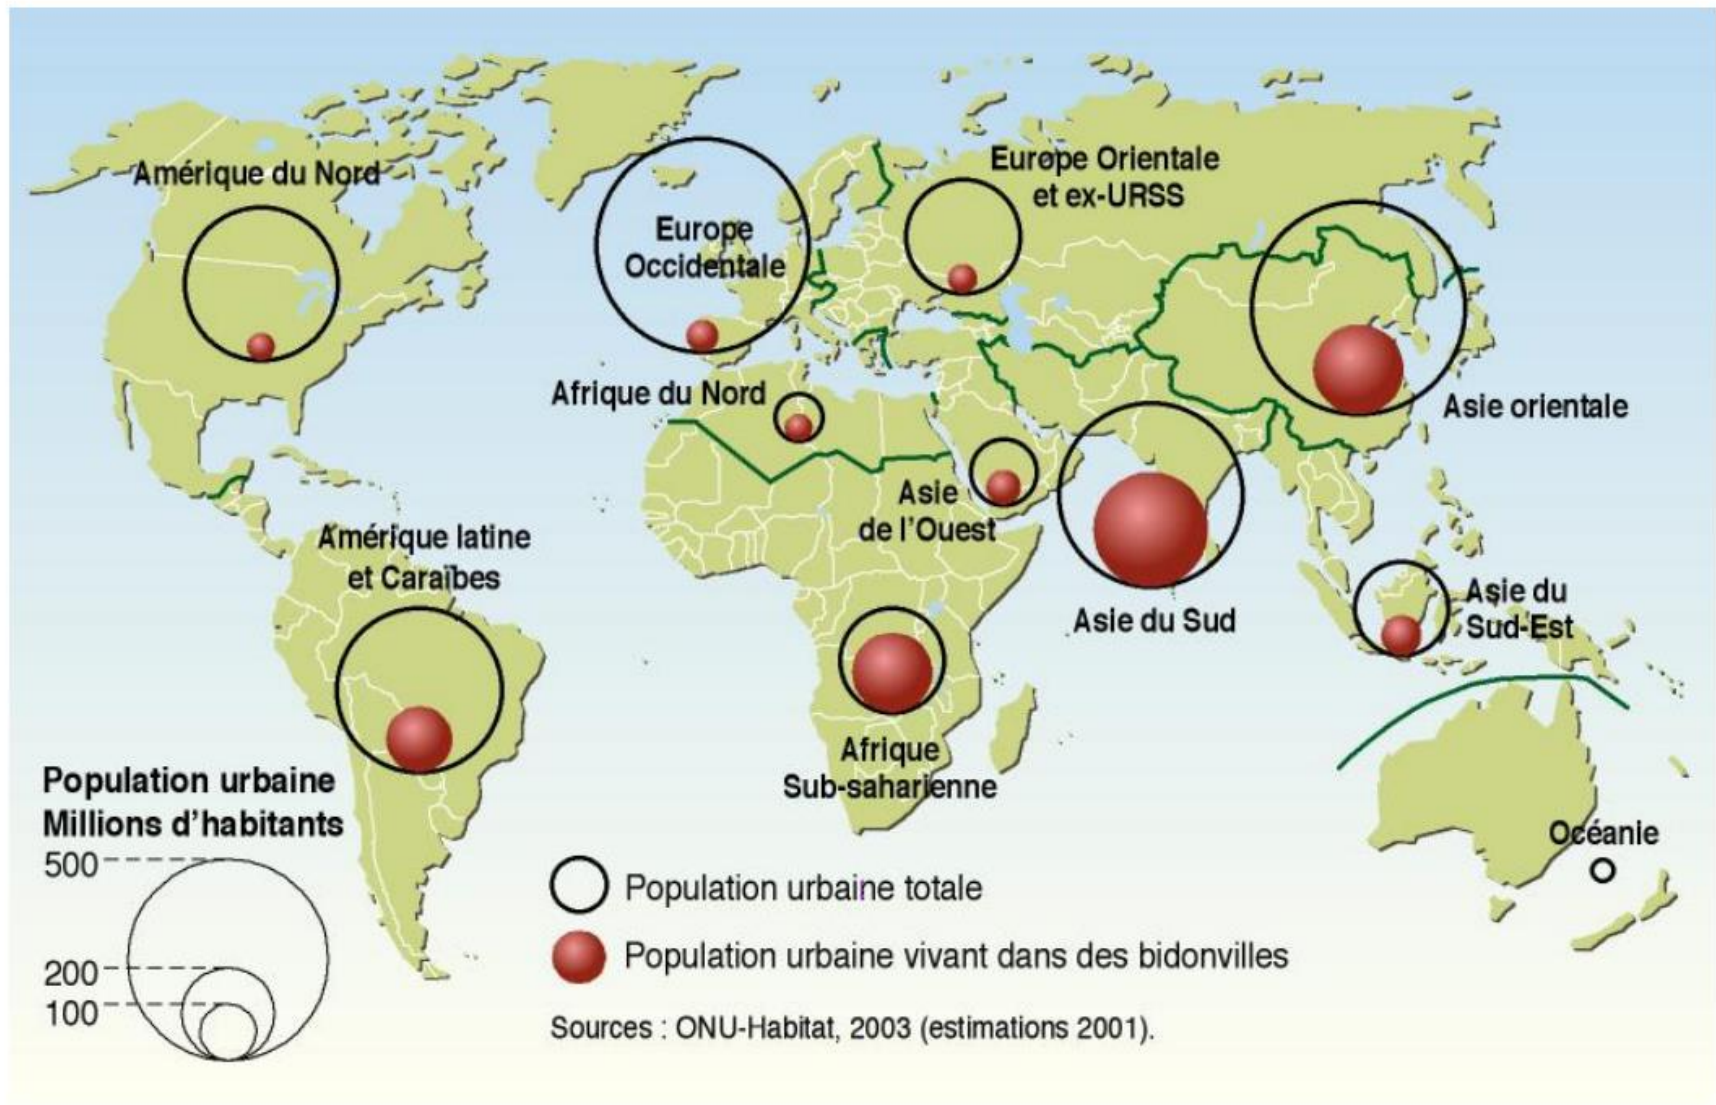 Amérique du Nord
Europe
Occidentale
Europe Orientale
et ex-URSS
Afrique du Nord
Asie orientale
Asie
de l'Ouest
Amérique latine
et Caraïbes
Asie du Sud
Asie du
Sud-Est
Afrique
Sub-saharienne
Océanie
Population urbaine
Millions d'habitants
500
200
100
Population urbaine totale
Population urbaine vivant dans des bidonvilles
Sources : ONU-Habitat, 2003 (estimations 2001).